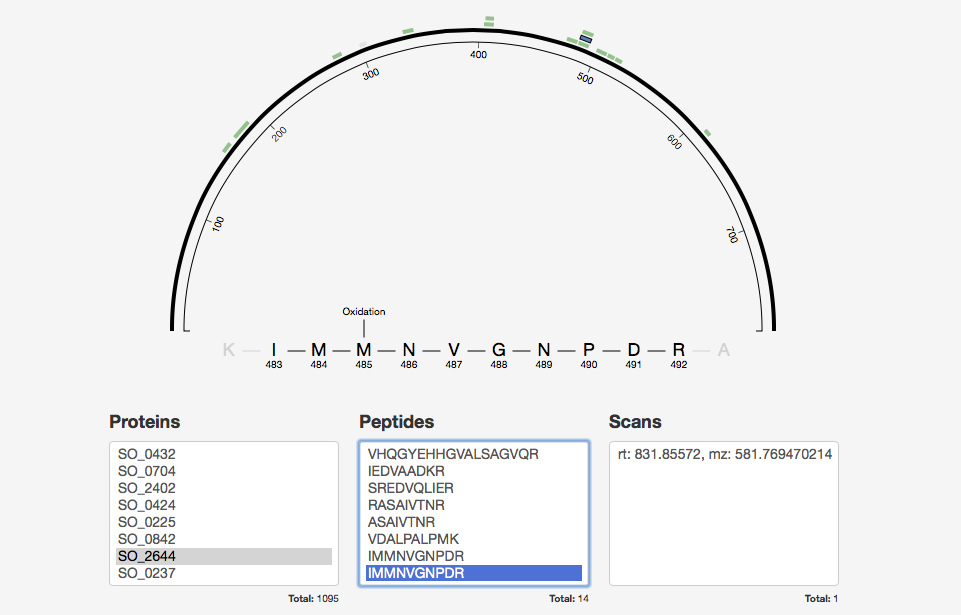 400
300
500
200
600
100
700
Oxidation
K I M M N V G N P D R A
483 484 485 486 487 488 489 490 491 492
Proteins Peptides Scans
SO_0432 VHQGYEHHGVALSAGVQR rt: 831.85572, mz: 581.769470214
SO_0704 IEDVAADKR
SO_2402 SREDVQLIER
SO_0424 RASAIVTNR
SO_0225 ASAIVTNR
SO_0842 VDALPALPMK
SO_2644 IMMNVGNPDR
SO_0237 IMMNVGNPDR
Total: 1095 Total: 14 Total: 1